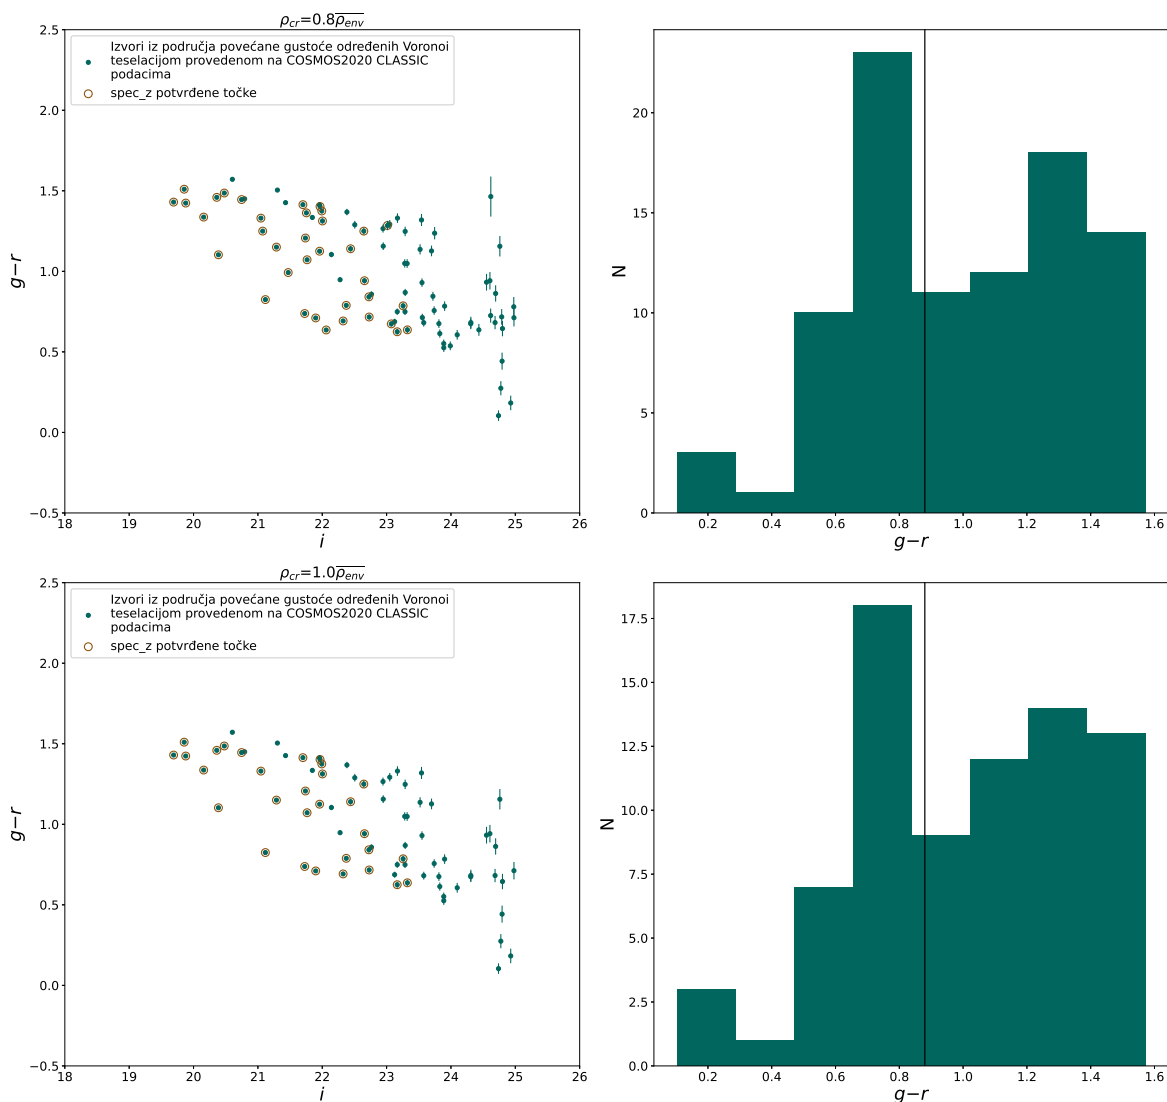 ρcr=0.8ρenv
2.5
2.0
1.5
1.0
0.5
0.0
−0.5
g−r
Izvori iz područja povećane gustoće određenih Voronoi
teselacijom provedenom na COSMOS2020 CLASSIC
podacima
spec_z potvrđene točke
18 19 20 21 22 23 24 25 26
i
20
15
10
5
0
N
0.2 0.4 0.6 0.8 1.0 1.2 1.4 1.6
g−r
ρcr=1.0ρenv
2.5
2.0
1.5
1.0
0.5
0.0
−0.5
g−r
Izvori iz područja povećane gustoće određenih Voronoi
teselacijom provedenom na COSMOS2020 CLASSIC
podacima
spec_z potvrđene točke
18 19 20 21 22 23 24 25 26
i
17.5
15.0
12.5
10.0
7.5
5.0
2.5
0.0
N
0.2 0.4 0.6 0.8 1.0 1.2 1.4 1.6
g−r